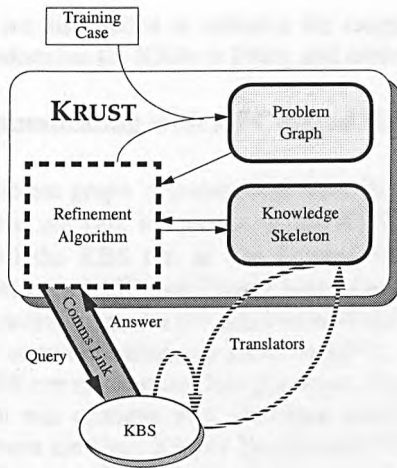 Training
Case
KRUST
Problem
Graph
Refinement
Algorithm
Knowledge
Skeleton
Comms Link
Answer
Query
Translators
KBS